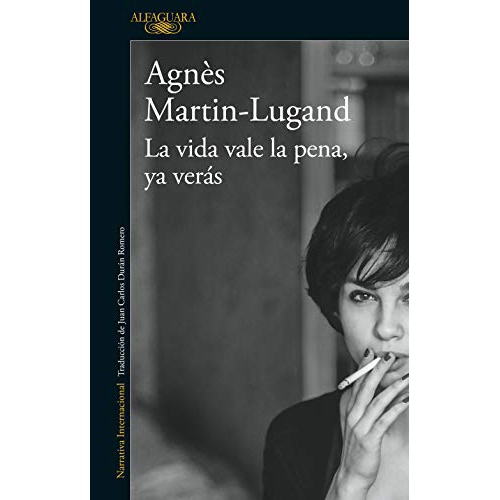 ALFAGUARA
Agnès
Martin-Lugand
La vida vale la pena,
ya verás
Narrativa Internacional Traducción de Juan Carlos Durán Romero